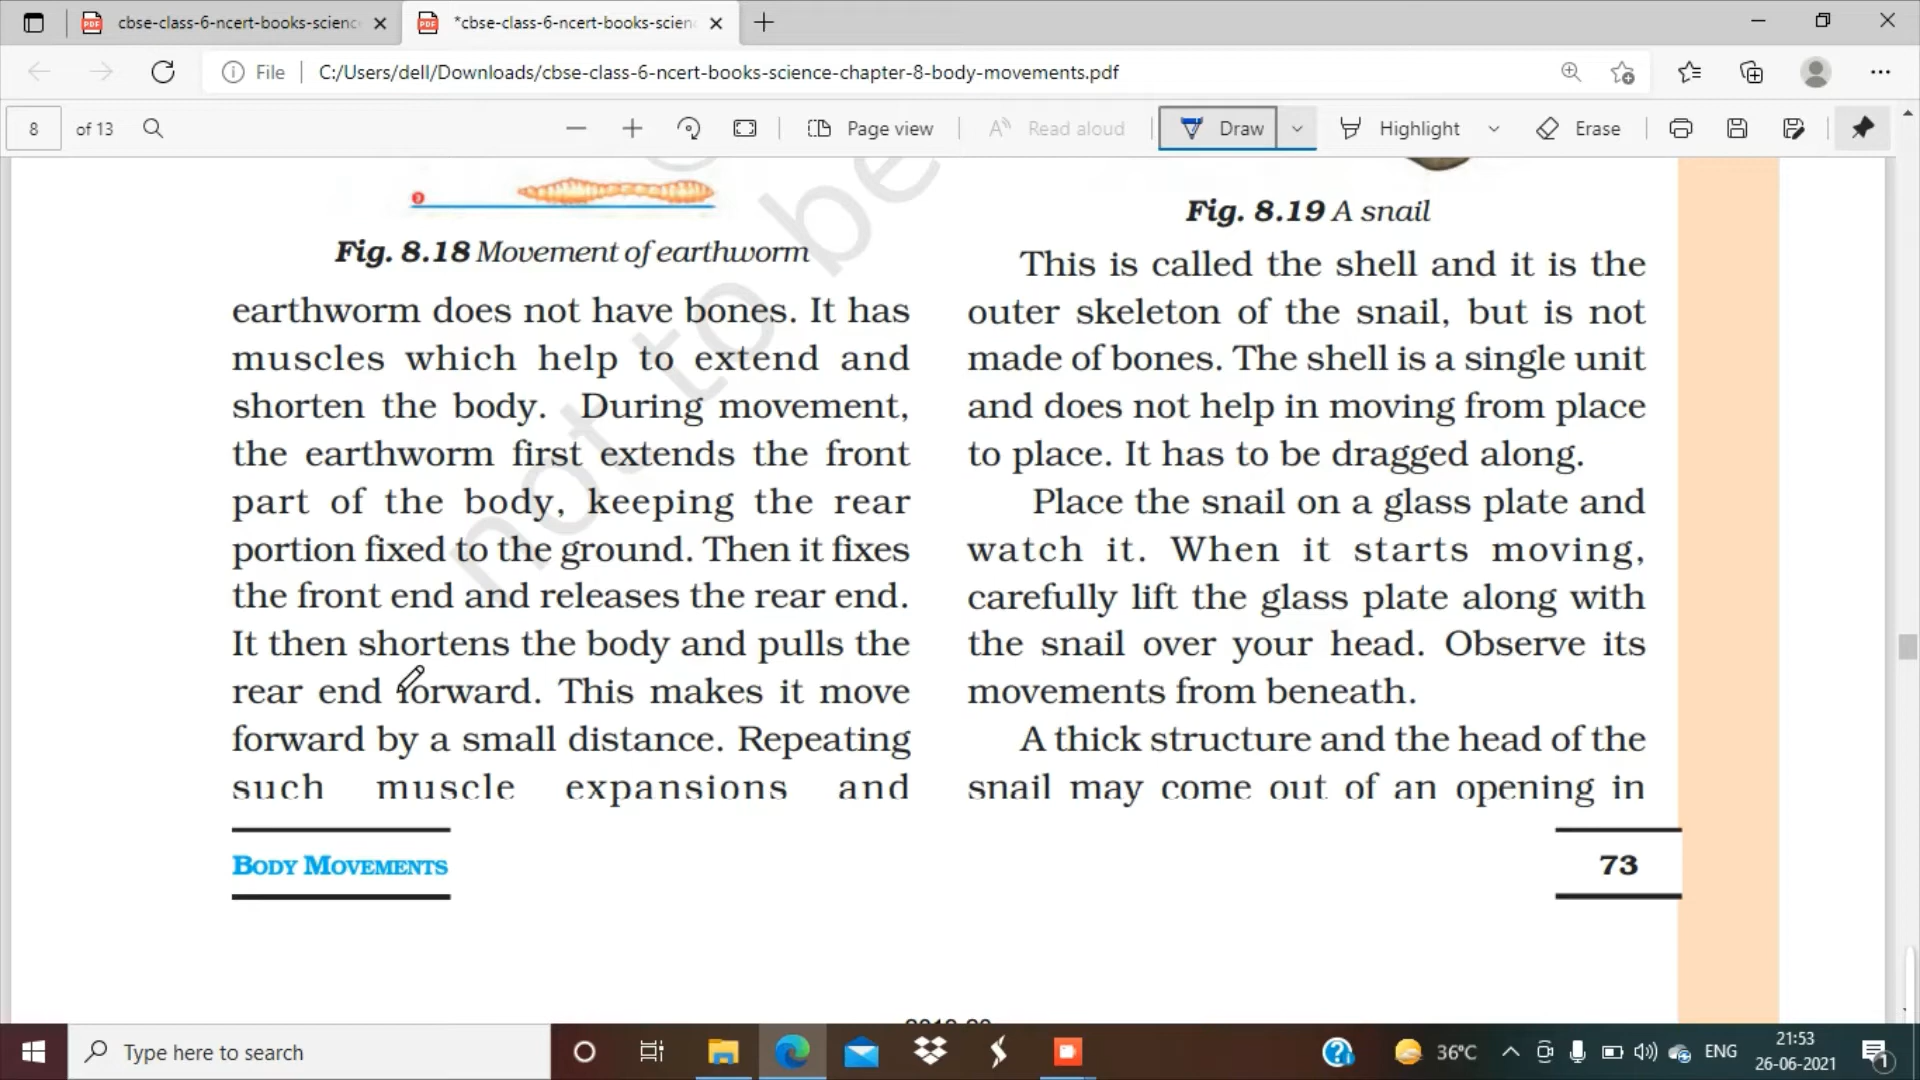 cbse-class-6-ncert-books-science
*cbse-class-6-ncert-books-scien
File
C:/Users/dell/Downloads/cbse-class-6-ncert-books-science-chapter-8-body-movements.pdf
8 of 13
Page view
Read aloud
Draw
Highlight
Erase
not to be
Fig. 8.18 Movement of earthworm
earthworm does not have bones. It has
muscles which help to extend and
shorten the body. During movement,
the earthworm first extends the front
part of the body, keeping the rear
portion fixed to the ground. Then it fixes
the front end and releases the rear end.
It then shortens the body and pulls the
rear end forward. This makes it move
forward by a small distance. Repeating
such muscle expansions and
Fig. 8.19 A snail
This is called the shell and it is the
outer skeleton of the snail, but is not
made of bones. The shell is a single unit
and does not help in moving from place
to place. It has to be dragged along.
Place the snail on a glass plate and
watch it. When it starts moving,
carefully lift the glass plate along with
the snail over your head. Observe its
movements from beneath.
A thick structure and the head of the
snail may come out of an opening in
BODY MOVEMENTS
73
Type here to search
36°C
ENG
21:53
26-06-2021
1